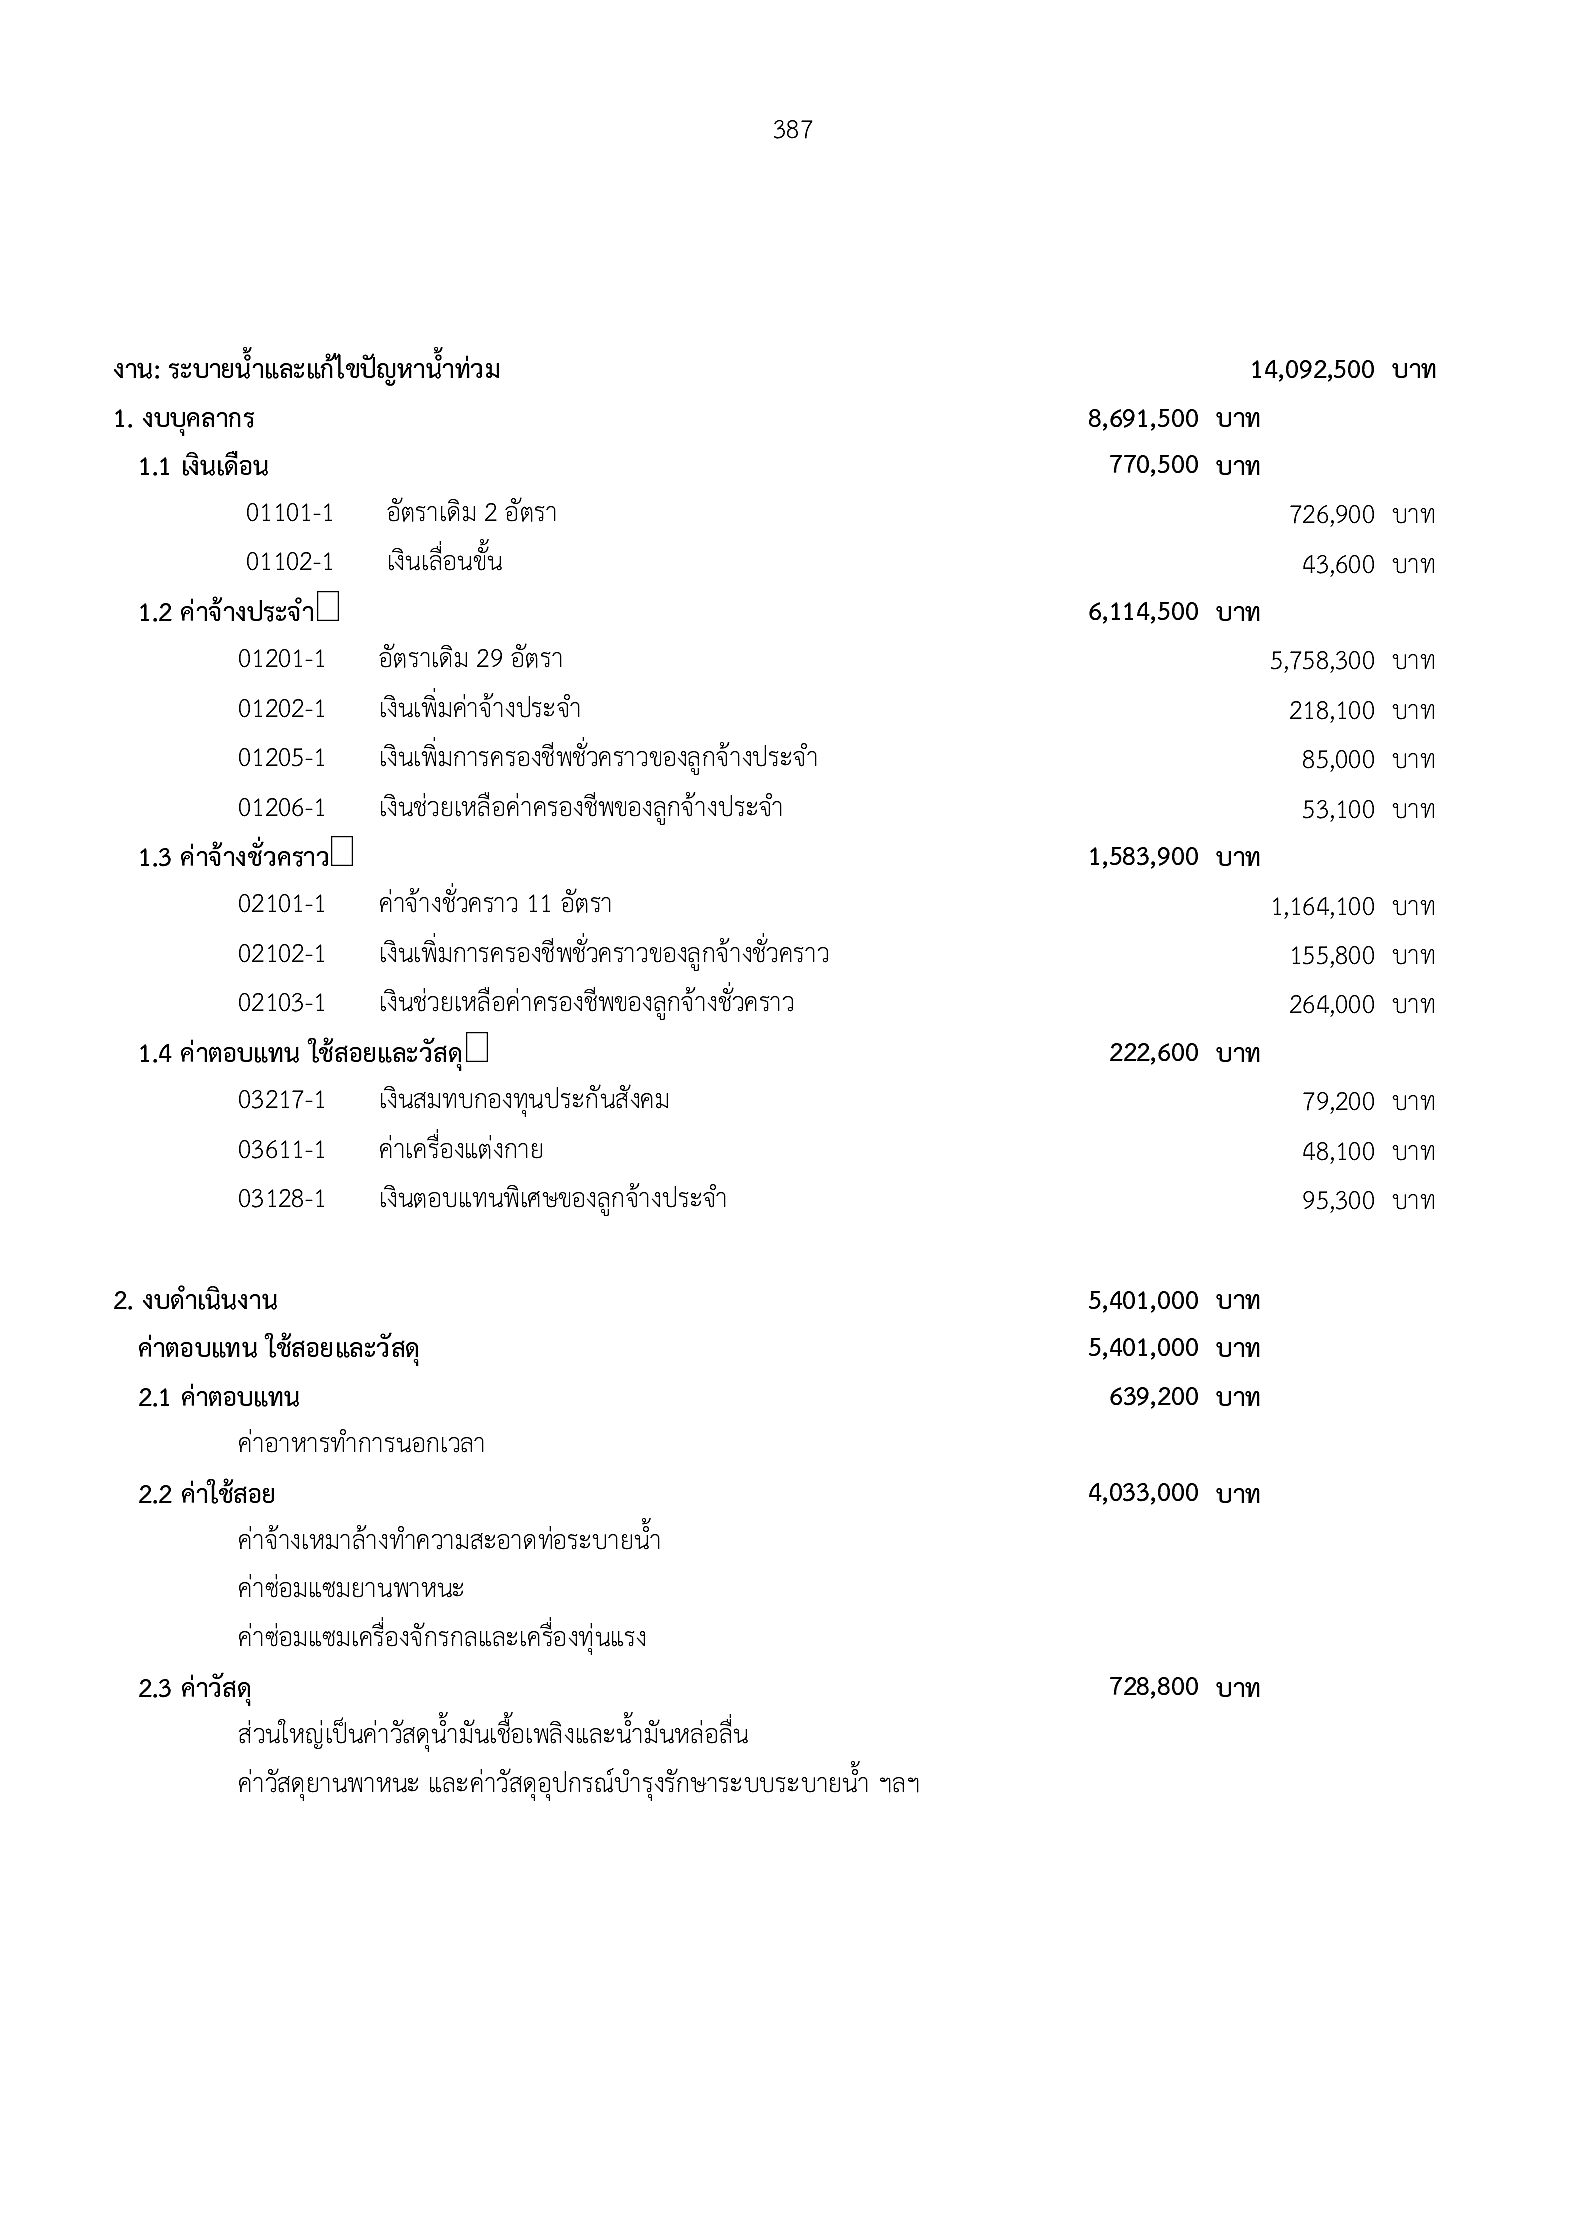 387
งาน: ระบายน้ำและแก้ไขปัญหาน้ำท่วม 14,092,500 บาท
1. งบบุคลากร 8,691,500 บาท
1.1 เงินเดือน 770,500 บาท
01101-1 อัตราเดิม 2 อัตรา 726,900 บาท
01102-1 เงินเลื่อนขั้น 43,600 บาท
1.2 ค่าจ้างประจำ 6,114,500 บาท
01201-1 อัตราเดิม 29 อัตรา 5,758,300 บาท
01202-1 เงินเพิ่มค่าจ้างประจำ 218,100 บาท
01205-1 เงินเพิ่มการครองชีพชั่วคราวของลูกจ้างประจำ 85,000 บาท
01206-1 เงินช่วยเหลือค่าครองชีพของลูกจ้างประจำ 53,100 บาท
1.3 ค่าจ้างชั่วคราว 1,583,900 บาท
02101-1 ค่าจ้างชั่วคราว 11 อัตรา 1,164,100 บาท
02102-1 เงินเพิ่มการครองชีพชั่วคราวของลูกจ้างชั่วคราว 155,800 บาท
02103-1 เงินช่วยเหลือค่าครองชีพของลูกจ้างชั่วคราว 264,000 บาท
1.4 ค่าตอบแทน ใช้สอยและวัสดุ 222,600 บาท
03217-1 เงินสมทบกองทุนประกันสังคม 79,200 บาท
03611-1 ค่าเครื่องแต่งกาย 48,100 บาท
03128-1 เงินตอบแทนพิเศษของลูกจ้างประจำ 95,300 บาท
2. งบดำเนินงาน 5,401,000 บาท
ค่าตอบแทน ใช้สอยและวัสดุ 5,401,000 บาท
2.1 ค่าตอบแทน 639,200 บาท
ค่าอาหารทำการนอกเวลา
2.2 ค่าใช้สอย 4,033,000 บาท
ค่าจ้างเหมาล้างทำความสะอาดท่อระบายน้ำ
ค่าซ่อมแซมยานพาหนะ
ค่าซ่อมแซมเครื่องจักรกลและเครื่องทุ่นแรง
2.3 ค่าวัสดุ 728,800 บาท
ส่วนใหญ่เป็นค่าวัสดุน้ำมันเชื้อเพลิงและน้ำมันหล่อลื่น
ค่าวัสดุยานพาหนะ และค่าวัสดุอุปกรณ์บำรุงรักษาระบบระบายน้ำ ฯลฯ